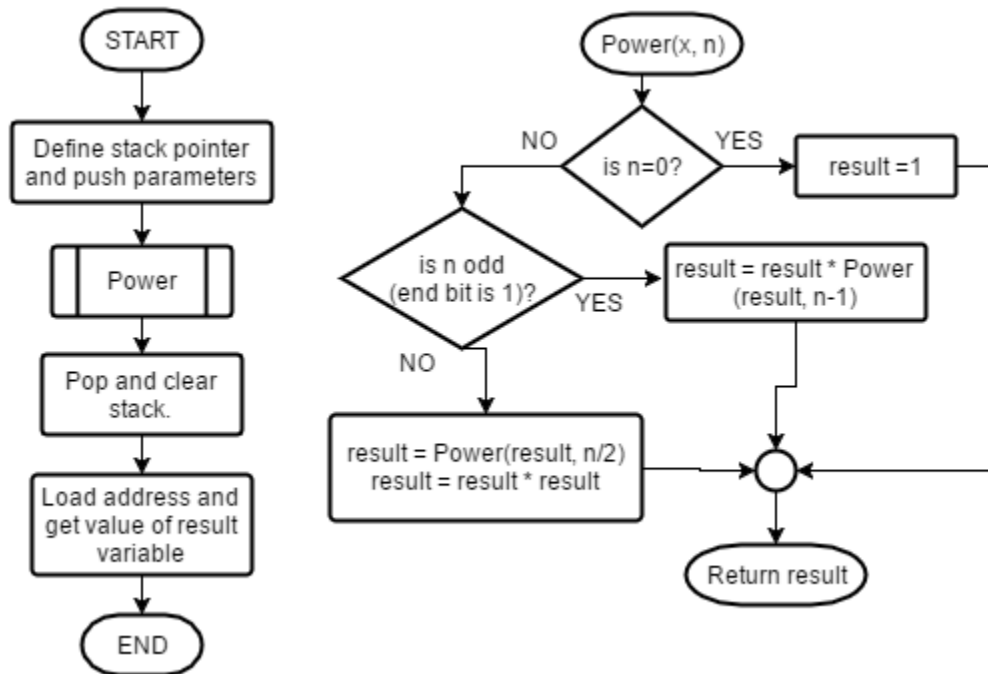 START
Define stack pointer
and push parameters
Power
Pop and clear
stack.
Load address and
get value of result
variable
END
Power(x, n)
is n=0?
NO
YES
result =1
is n odd
(end bit is 1)?
YES
NO
result = result * Power
(result, n-1)
result = Power(result, n/2)
result = result * result
Return result